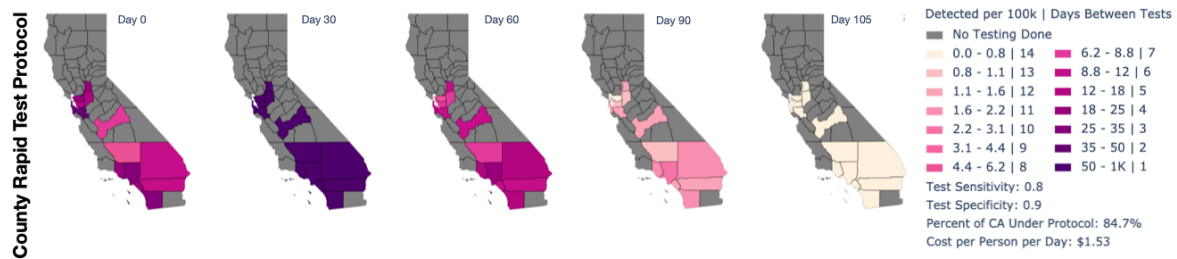 County Rapid Test Protocol
Day 0
Day 30
Day 60
Day 90
Day 105
Detected per 100k | Days Between Tests
No Testing Done
0.0 - 0.8 | 14
0.8 - 1.1 | 13
1.1 - 1.6 | 12
1.6 - 2.2 | 11
2.2 - 3.1 | 10
3.1 - 4.4 | 9
4.4 - 6.2 | 8
6.2 - 8.8 | 7
8.8 - 12 | 6
12 - 18 | 5
18 - 25 | 4
25 - 35 | 3
35 - 50 | 2
50 - 1K | 1
Test Sensitivity: 0.8
Test Specificity: 0.9
Percent of CA Under Protocol: 84.7%
Cost per Person per Day: $1.53